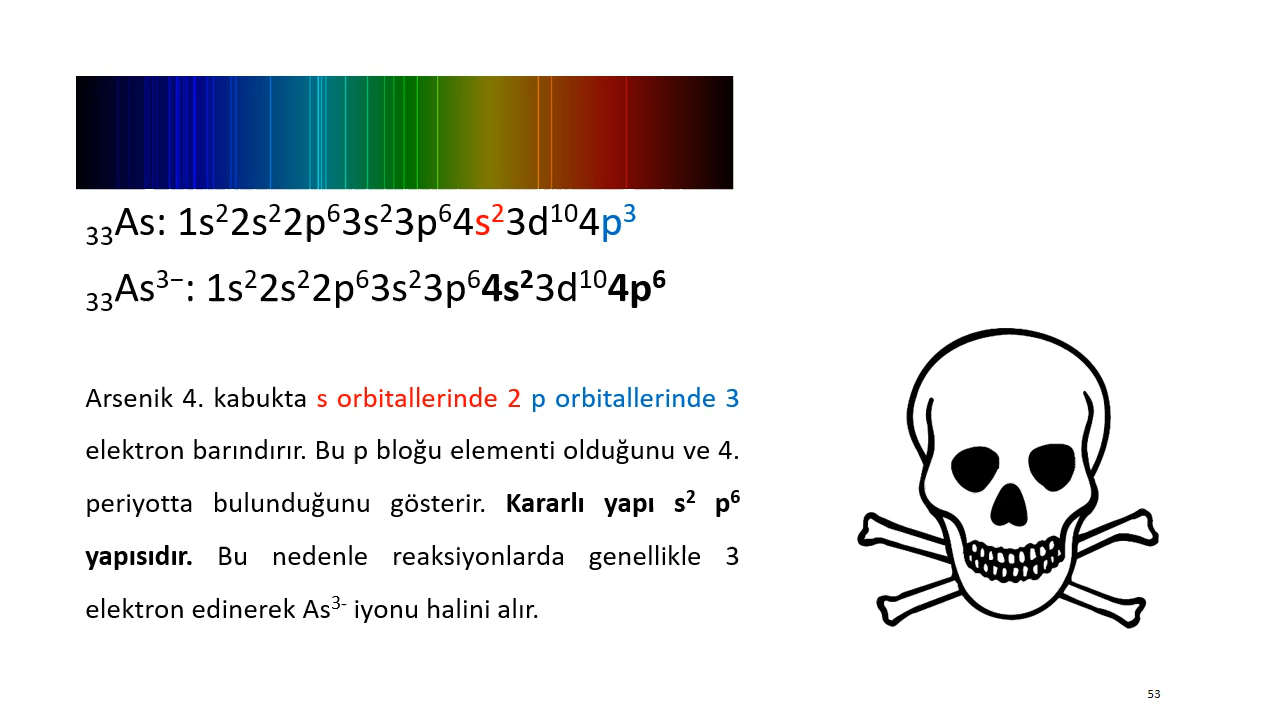 ₃₃As: 1s²2s²2p⁶3s²3p⁶4s²3d¹⁰4p³
₃₃As³⁻: 1s²2s²2p⁶3s²3p⁶4s²3d¹⁰4p⁶
Arsenik 4. kabukta s orbitallerinde 2 p orbitallerinde 3
elektron barındırır. Bu p bloğu elementi olduğunu ve 4.
periyotta bulunduğunu gösterir. Kararlı yapı s² p⁶
yapısıdır. Bu nedenle reaksiyonlarda genellikle 3
elektron edinerek As³⁻ iyonu halini alır.
53